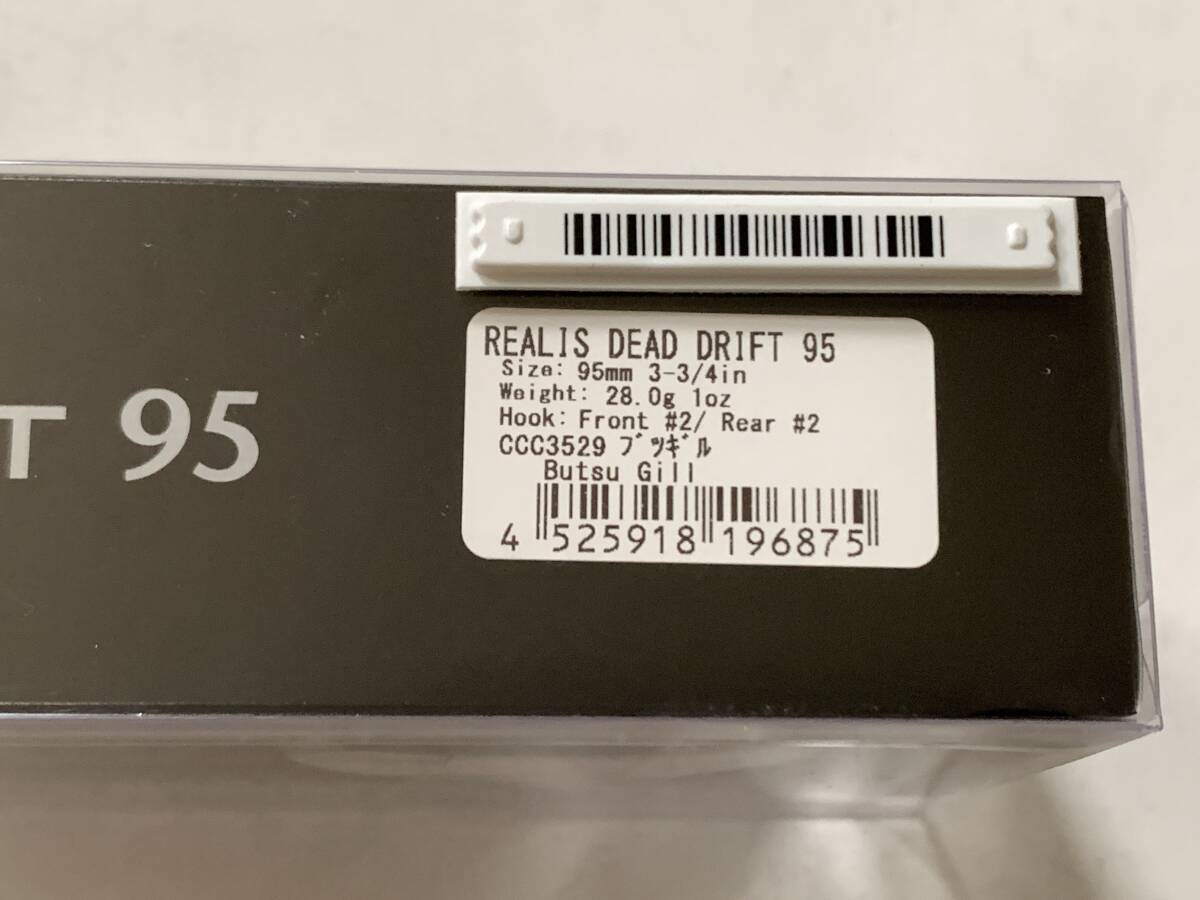 T 95
REALIS DEAD DRIFT 95
Size: 95mm 3-3/4in
Weight: 28.0g 1oz
Hook: Front #2/ Rear #2
CCC3529 ブツギル
Butsu Gill
4 525918 196875